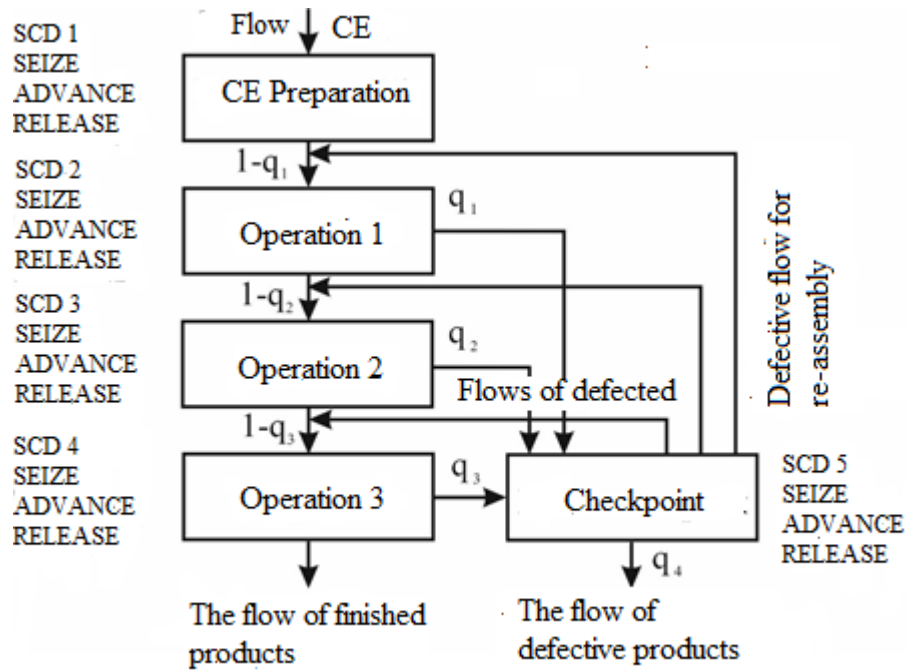 Flow CE
SCD 1
SEIZE
ADVANCE
RELEASE
CE Preparation
1-q₁
SCD 2
SEIZE
ADVANCE
RELEASE
q₁
Operation 1
1-q₂
SCD 3
SEIZE
ADVANCE
RELEASE
q₂
Operation 2
Flows of defected
Defective flow for
re-assembly
1-q₃
SCD 4
SEIZE
ADVANCE
RELEASE
q₃
Operation 3
Checkpoint
SCD 5
SEIZE
ADVANCE
RELEASE
q₄
The flow of finished
products
The flow of
defective products